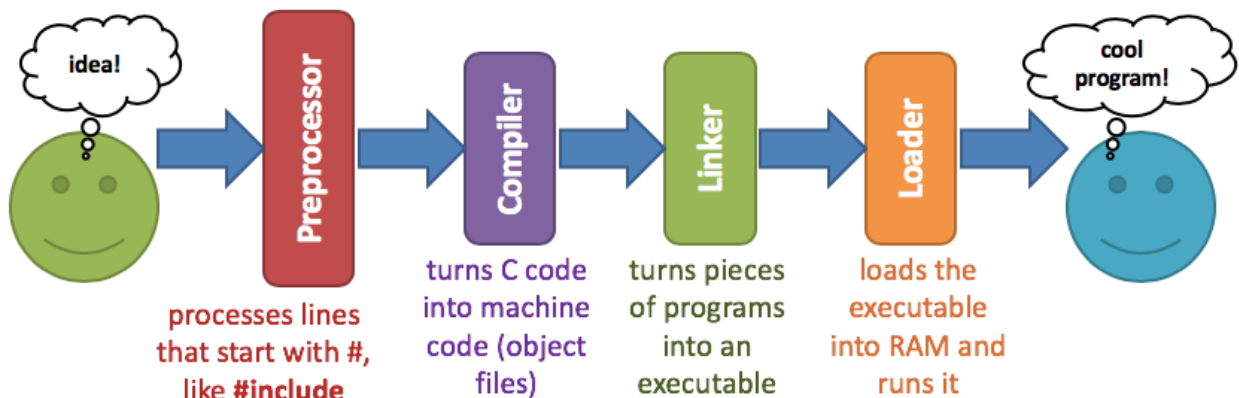 idea!
Preprocessor
Compiler
Linker
Loader
cool
program!
processes lines
that start with #,
like #include
turns C code
into machine
code (object
files)
turns pieces
of programs
into an
executable
loads the
executable
into RAM and
runs it